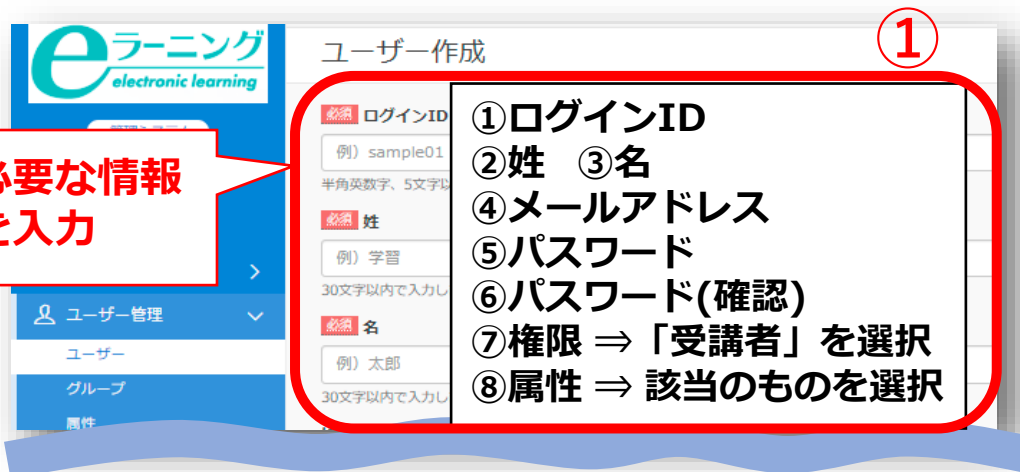 eラーニング
electronic learning
必要な情報
を入力
ユーザー管理
ユーザー
グループ
属性
ユーザー作成
①
必須 ログインID
例）sample01
半角英数字、5文字以
必須 姓
例）学習
30文字以内で入力し
必須 名
例）太郎
30文字以内で入力し
①ログインID
②姓 ③名
④メールアドレス
⑤パスワード
⑥パスワード(確認)
⑦権限 ⇒「受講者」を選択
⑧属性 ⇒ 該当のものを選択